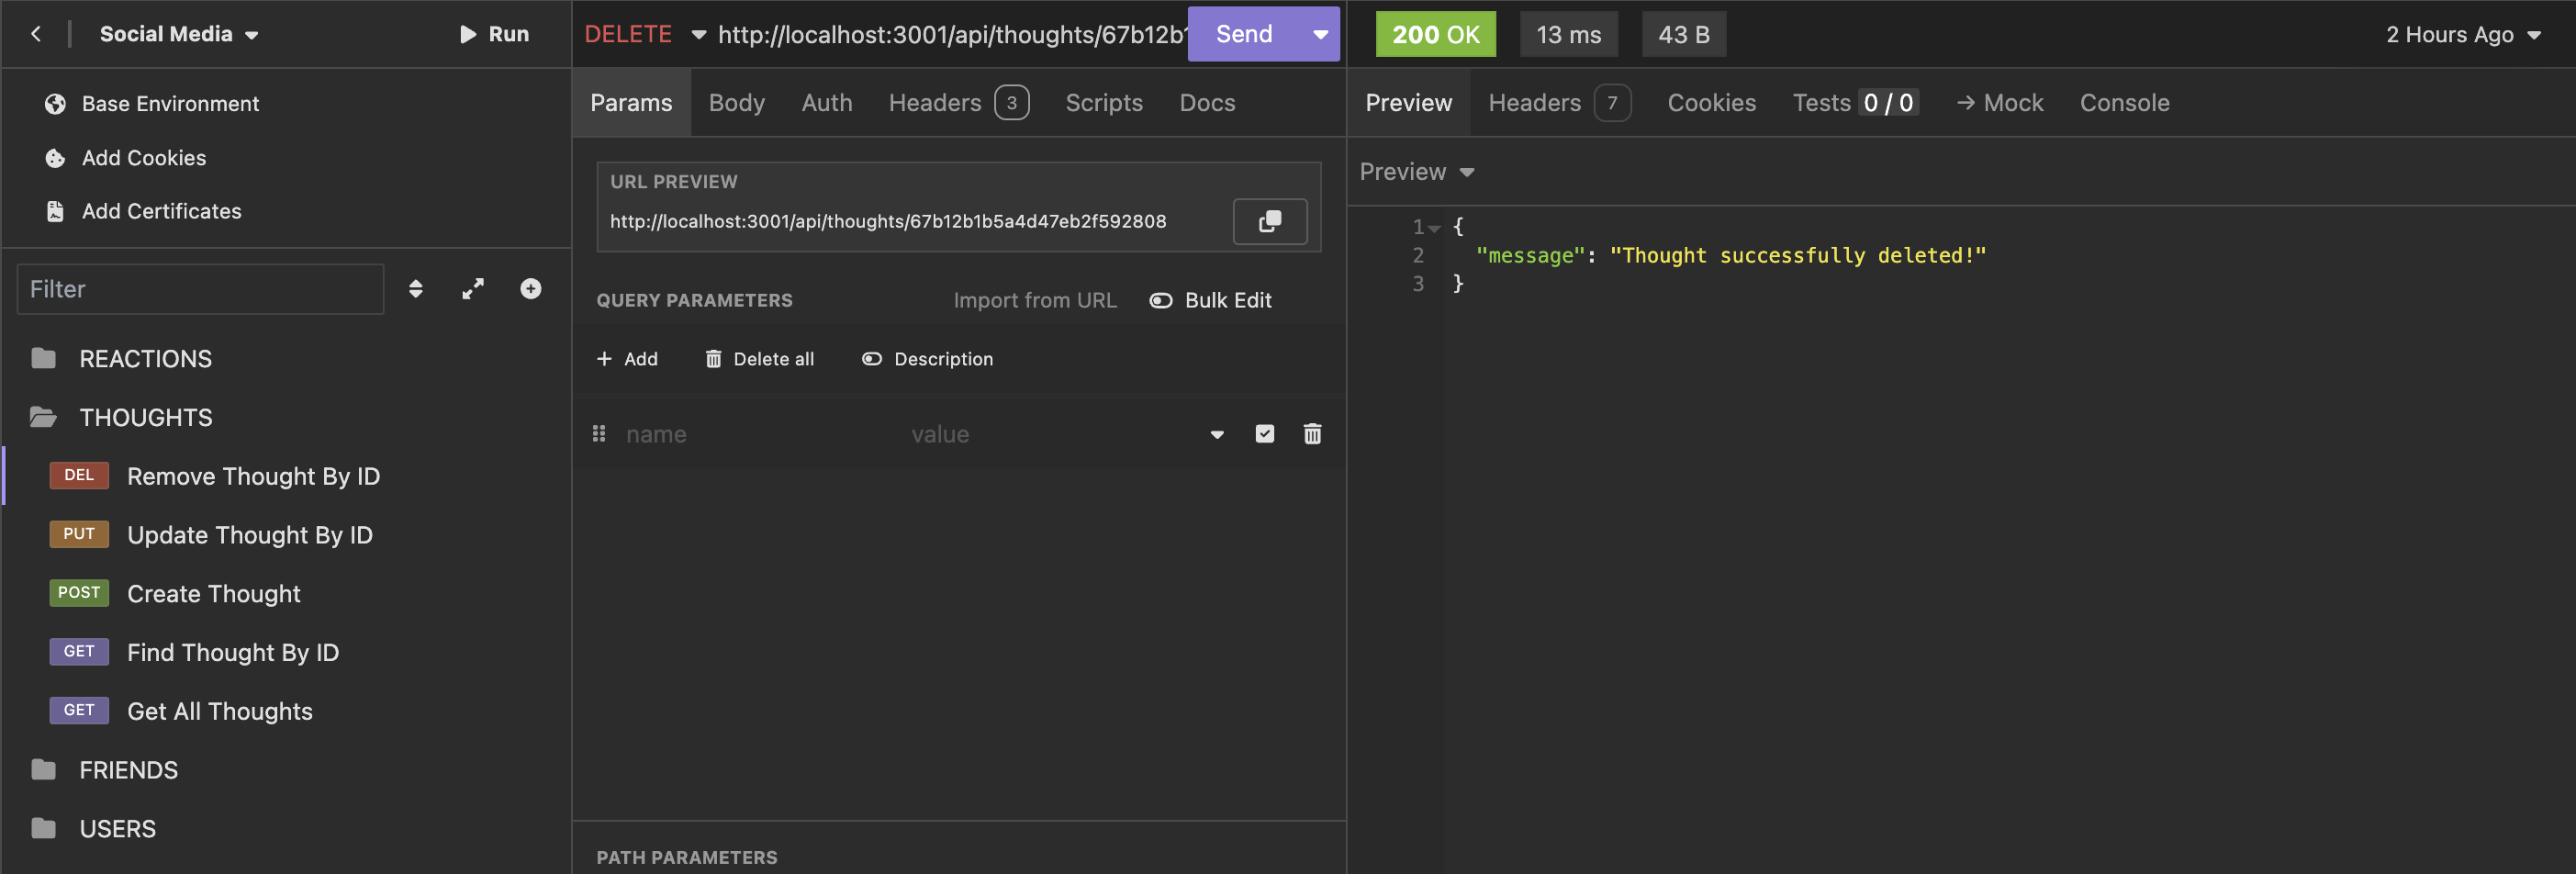 Social Media
Run
Base Environment
Add Cookies
Add Certificates
Filter
REACTIONS
THOUGHTS
DEL Remove Thought By ID
PUT Update Thought By ID
POST Create Thought
GET Find Thought By ID
GET Get All Thoughts
FRIENDS
USERS
DELETE http://localhost:3001/api/thoughts/67b12b1 Send
Params Body Auth Headers 3 Scripts Docs
URL PREVIEW
http://localhost:3001/api/thoughts/67b12b1b5a4d47eb2f592808
QUERY PARAMETERS Import from URL Bulk Edit
Add Delete all Description
name value
PATH PARAMETERS
200 OK 13 ms 43 B 2 Hours Ago
Preview Headers 7 Cookies Tests 0 / 0 → Mock Console
Preview
1 {
2 "message": "Thought successfully deleted!"
3 }